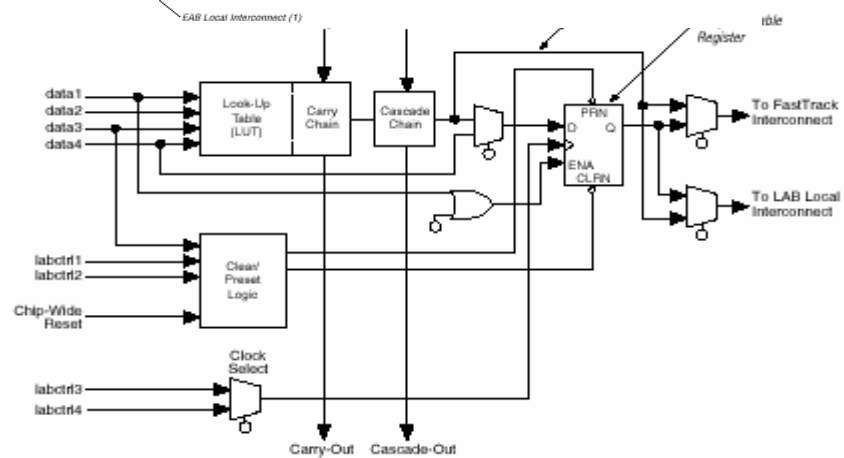 EAB Local Interconnect (1)
Register
data1
data2
data3
data4
Look-Up
Table
(LUT)
Carry
Chain
Cascade
Chain
PRN
D
Q
ENA
CLRN
To FastTrack
Interconnect
To LAB Local
Interconnect
labctrl1
labctrl2
Clear/
Preset
Logic
Chip-Wide
Reset
Clock
Select
labctrl3
labctrl4
Carry-Out
Cascade-Out